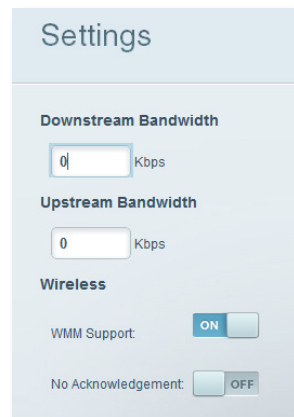 Settings
Downstream Bandwidth
0 Kbps
Upstream Bandwidth
0 Kbps
Wireless
WMM Support: ON
No Acknowledgement: OFF